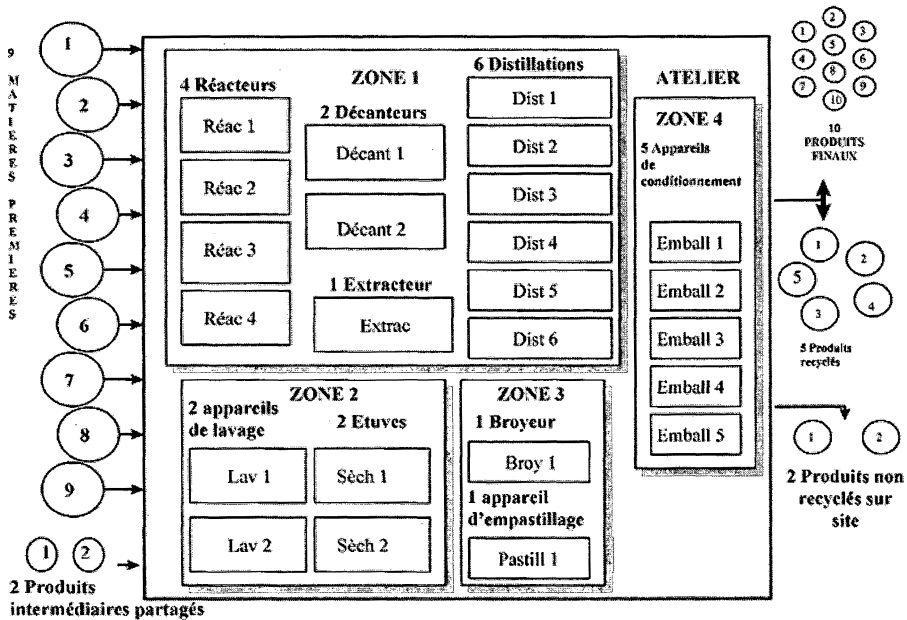 9 MATIERES PREMIERES
1
2
3
4
5
6
7
8
9
1 2
2 Produits
intermédiaires partagés
ZONE 1
4 Réacteurs
Réac 1
Réac 2
Réac 3
Réac 4
2 Décanteurs
Décant 1
Décant 2
1 Extracteur
Extrac
6 Distillations
Dist 1
Dist 2
Dist 3
Dist 4
Dist 5
Dist 6
ZONE 2
2 appareils
de lavage
Lav 1
Lav 2
2 Etuves
Sèch 1
Sèch 2
ZONE 3
1 Broyeur
Broy 1
1 appareil
d'empastillage
Pastill 1
ATELIER
ZONE 4
5 Appareils
de
conditionnement
Emball 1
Emball 2
Emball 3
Emball 4
Emball 5
2
1 3
5
4 6
8
7 9
10
10
PRODUITS
FINAUX
1
2
5
3 4
5 Produits
recyclés
1 2
2 Produits non
recyclés sur
site